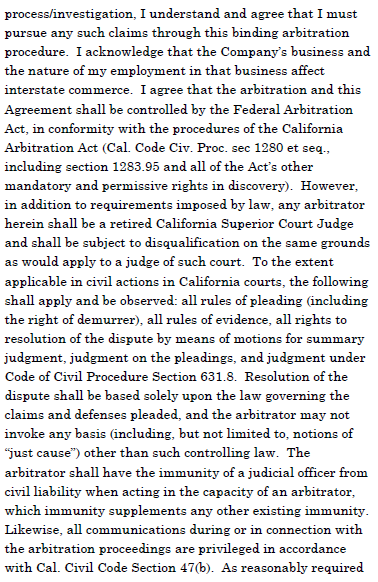 process/investigation, I understand and agree that I must
pursue any such claims through this binding arbitration
procedure.  I acknowledge that the Company's business and
the nature of my employment in that business affect
interstate commerce.  I agree that the arbitration and this
Agreement shall be controlled by the Federal Arbitration
Act, in conformity with the procedures of the California
Arbitration Act (Cal. Code Civ. Proc. sec 1280 et seq.,
including section 1283.95 and all of the Act's other
mandatory and permissive rights in discovery).  However,
in addition to requirements imposed by law, any arbitrator
herein shall be a retired California Superior Court Judge
and shall be subject to disqualification on the same grounds
as would apply to a judge of such court.  To the extent
applicable in civil actions in California courts, the following
shall apply and be observed: all rules of pleading (including
the right of demurrer), all rules of evidence, all rights to
resolution of the dispute by means of motions for summary
judgment, judgment on the pleadings, and judgment under
Code of Civil Procedure Section 631.8.  Resolution of the
dispute shall be based solely upon the law governing the
claims and defenses pleaded, and the arbitrator may not
invoke any basis (including, but not limited to, notions of
“just cause”) other than such controlling law.  The
arbitrator shall have the immunity of a judicial officer from
civil liability when acting in the capacity of an arbitrator,
which immunity supplements any other existing immunity.
Likewise, all communications during or in connection with
the arbitration proceedings are privileged in accordance
with Cal. Civil Code Section 47(b).  As reasonably required